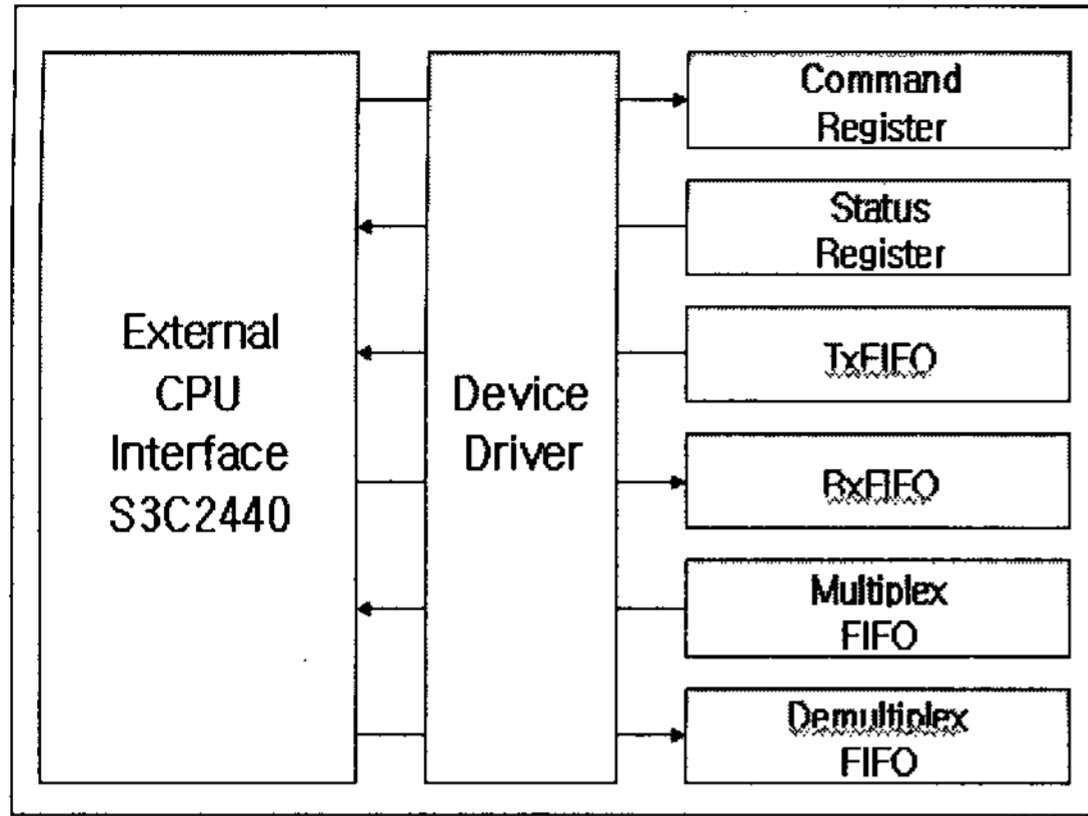 External
CPU
Interface
S3C2440
Device
Driver
Command
Register
Status
Register
TxFIFO
RxFIFO
Multiplex
FIFO
Demultiplex
FIFO